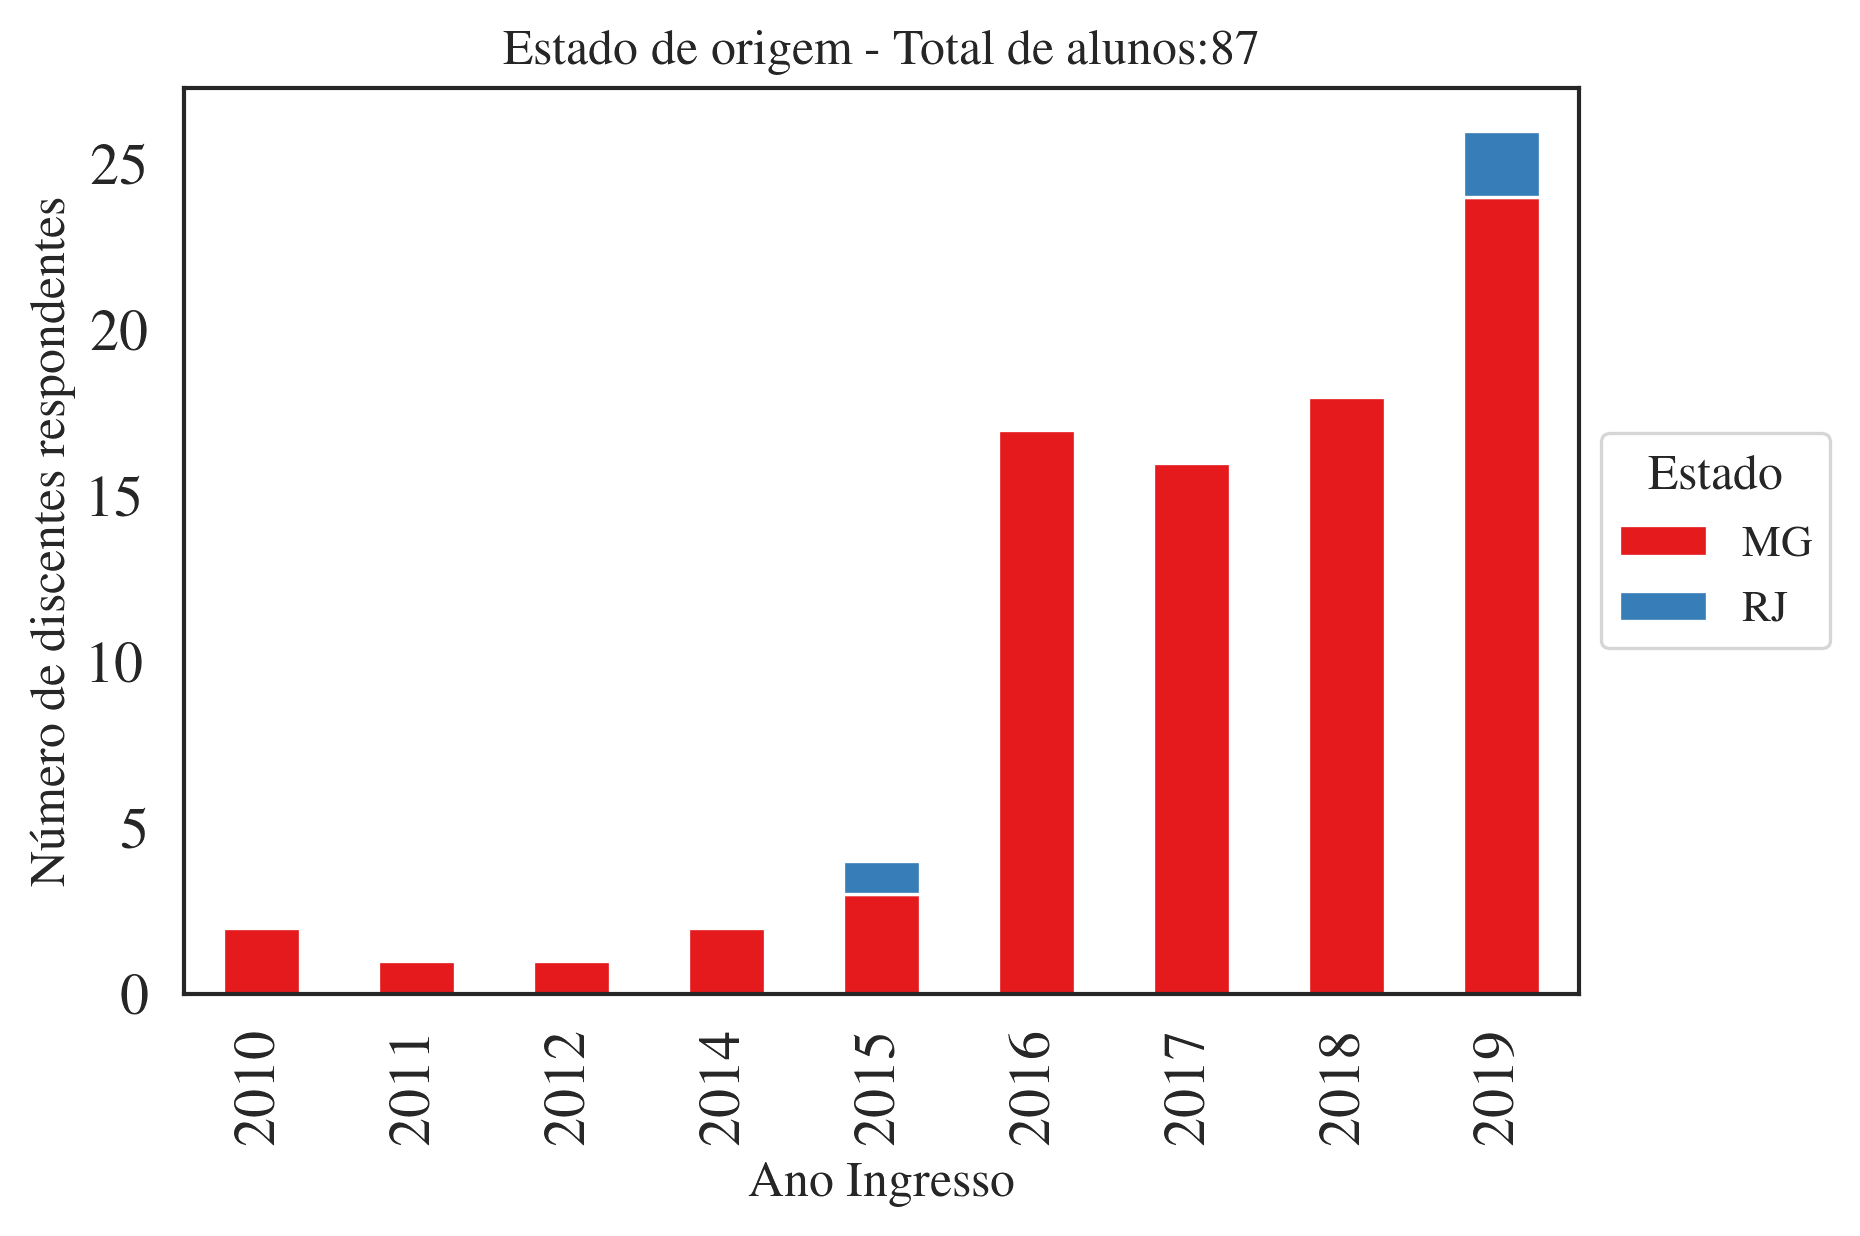 Estado de origem - Total de alunos:87
Número de discentes respondentes
25
20
15
10
5
0
2010
2011
2012
2014
2015
2016
2017
2018
2019
Ano Ingresso
Estado
MG
RJ